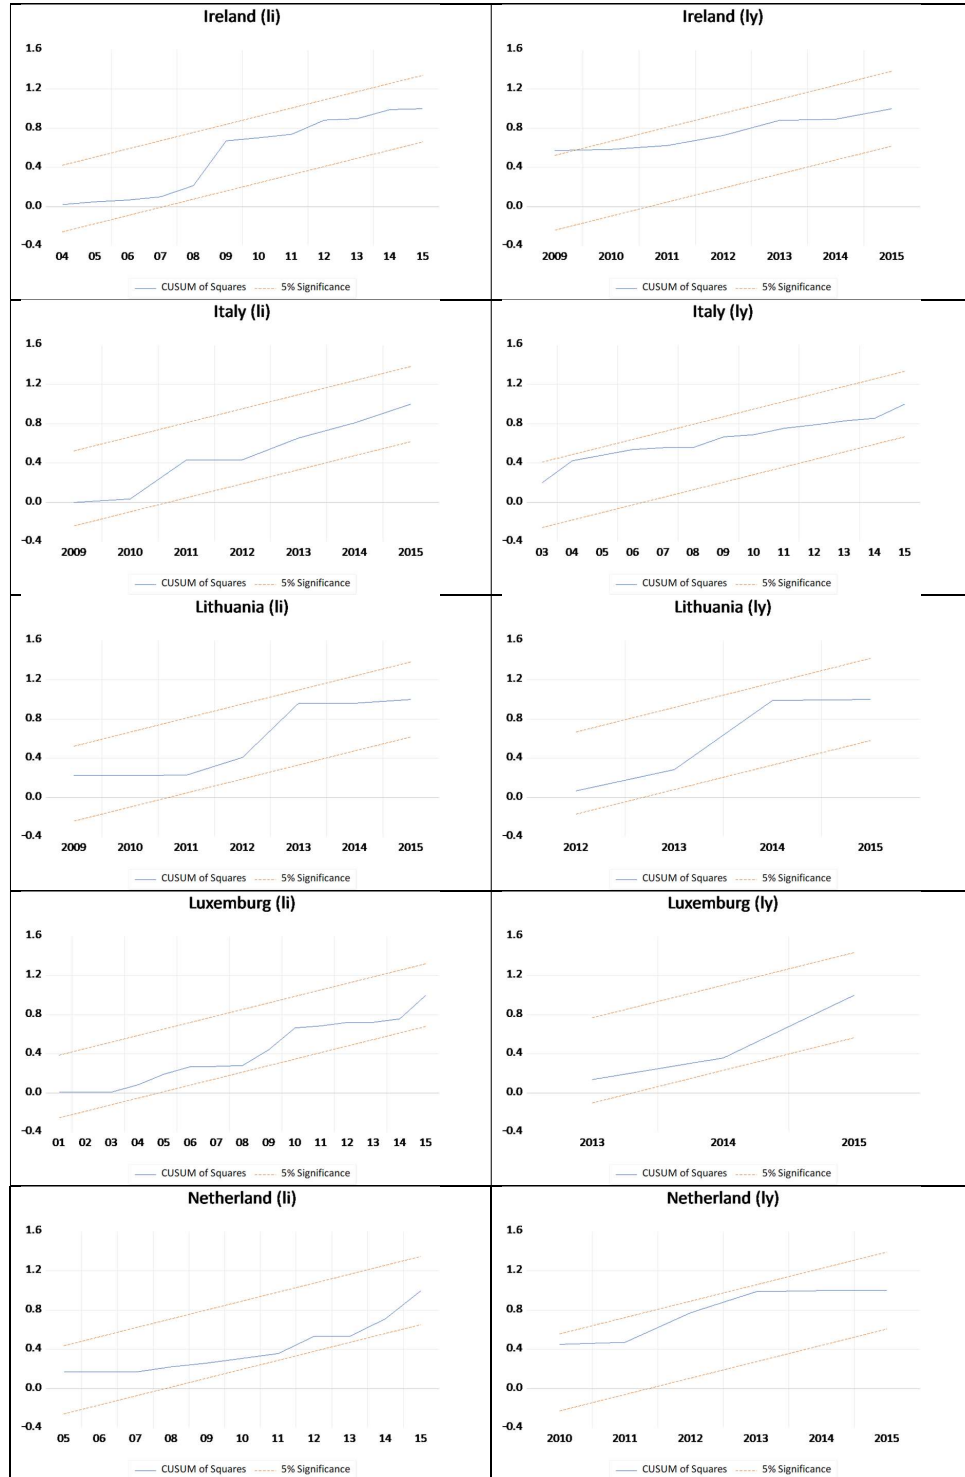 Ireland (li)
1.6
1.2
0.8
0.4
0.0
-0.4
04 05 06 07 08 09 10 11 12 13 14 15
CUSUM of Squares 5% Significance
Ireland (ly)
1.6
1.2
0.8
0.4
0.0
-0.4
2009 2010 2011 2012 2013 2014 2015
CUSUM of Squares 5% Significance
Italy (li)
1.6
1.2
0.8
0.4
0.0
-0.4
2009 2010 2011 2012 2013 2014 2015
CUSUM of Squares 5% Significance
Italy (ly)
1.6
1.2
0.8
0.4
0.0
-0.4
03 04 05 06 07 08 09 10 11 12 13 14 15
CUSUM of Squares 5% Significance
Lithuania (li)
1.6
1.2
0.8
0.4
0.0
-0.4
2009 2010 2011 2012 2013 2014 2015
CUSUM of Squares 5% Significance
Lithuania (ly)
1.6
1.2
0.8
0.4
0.0
-0.4
2012 2013 2014 2015
CUSUM of Squares 5% Significance
Luxemburg (li)
1.6
1.2
0.8
0.4
0.0
-0.4
01 02 03 04 05 06 07 08 09 10 11 12 13 14 15
CUSUM of Squares 5% Significance
Luxemburg (ly)
1.6
1.2
0.8
0.4
0.0
-0.4
2013 2014 2015
CUSUM of Squares 5% Significance
Netherland (li)
1.6
1.2
0.8
0.4
0.0
-0.4
05 06 07 08 09 10 11 12 13 14 15
CUSUM of Squares 5% Significance
Netherland (ly)
1.6
1.2
0.8
0.4
0.0
-0.4
2010 2011 2012 2013 2014 2015
CUSUM of Squares 5% Significance